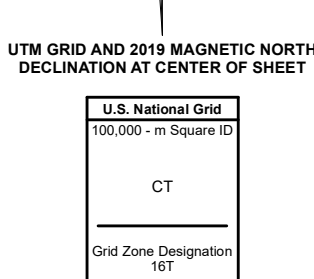 UTM GRID AND 2019 MAGNETIC NORTH
DECLINATION AT CENTER OF SHEET
U.S. National Grid
100,000 - m Square ID
CT
Grid Zone Designation
16T